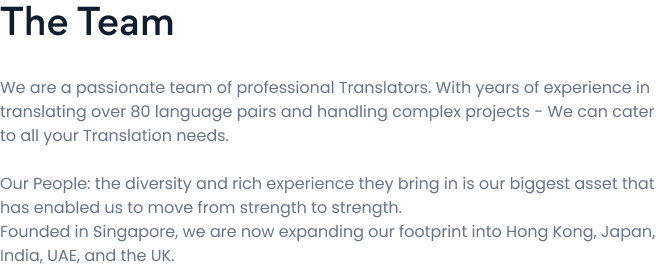 The Team
We are a passionate team of professional Translators. With years of experience in
translating over 80 language pairs and handling complex projects - We can cater
to all your Translation needs.
Our People: the diversity and rich experience they bring in is our biggest asset that
has enabled us to move from strength to strength.
Founded in Singapore, we are now expanding our footprint into Hong Kong, Japan,
India, UAE, and the UK.